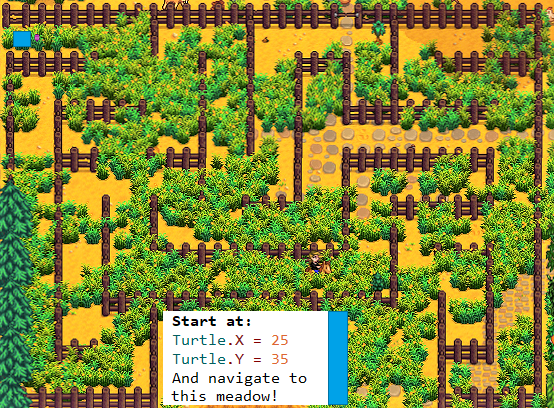 Start at:
Turtle.X = 25
Turtle.Y = 35
And navigate to
this meadow!